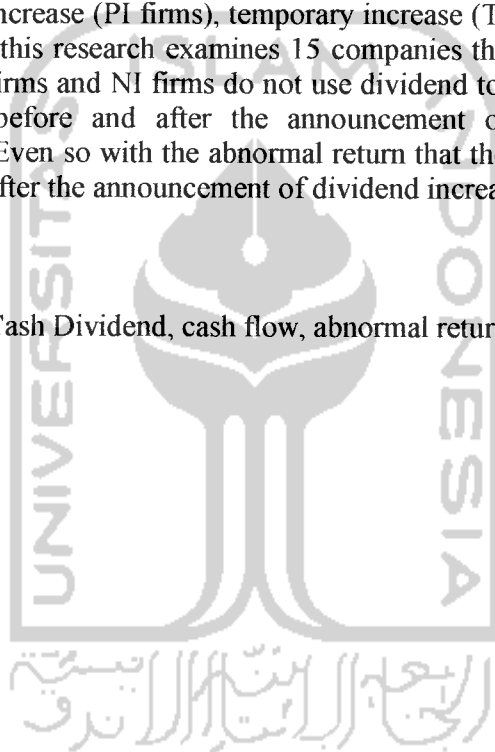 ncrease (PI firms), temporary increase (T
this research examines 15 companies th
irms and NI firms do not use dividend to
before and after the announcement o
Even so with the abnormal return that the
fter the announcement of dividend increa
Cash Dividend, cash flow, abnormal retur
ISLAM
UNIVERSITAS
INDONESIA